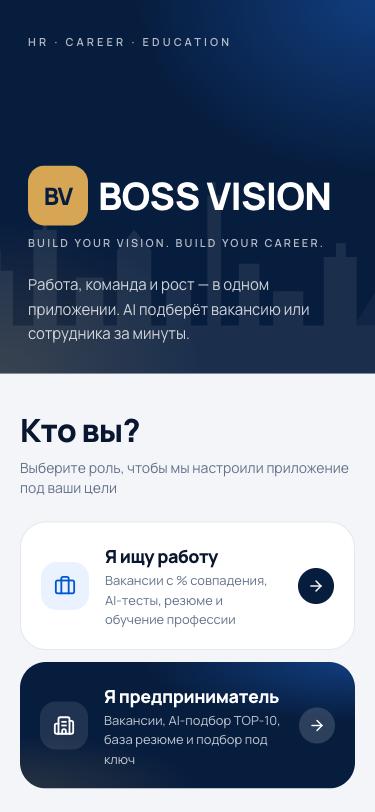 HR · CAREER · EDUCATION
BV
BOSS VISION
BUILD YOUR VISION. BUILD YOUR CAREER.
Работа, команда и рост — в одном
приложении. AI подберёт вакансию или
сотрудника за минуты.
Кто вы?
Выберите роль, чтобы мы настроили приложение
под ваши цели
Я ищу работу
Вакансии с % совпадения,
AI-тесты, резюме и
обучение профессии
Я предприниматель
Вакансии, AI-подбор TOP-10,
база резюме и подбор под
ключ